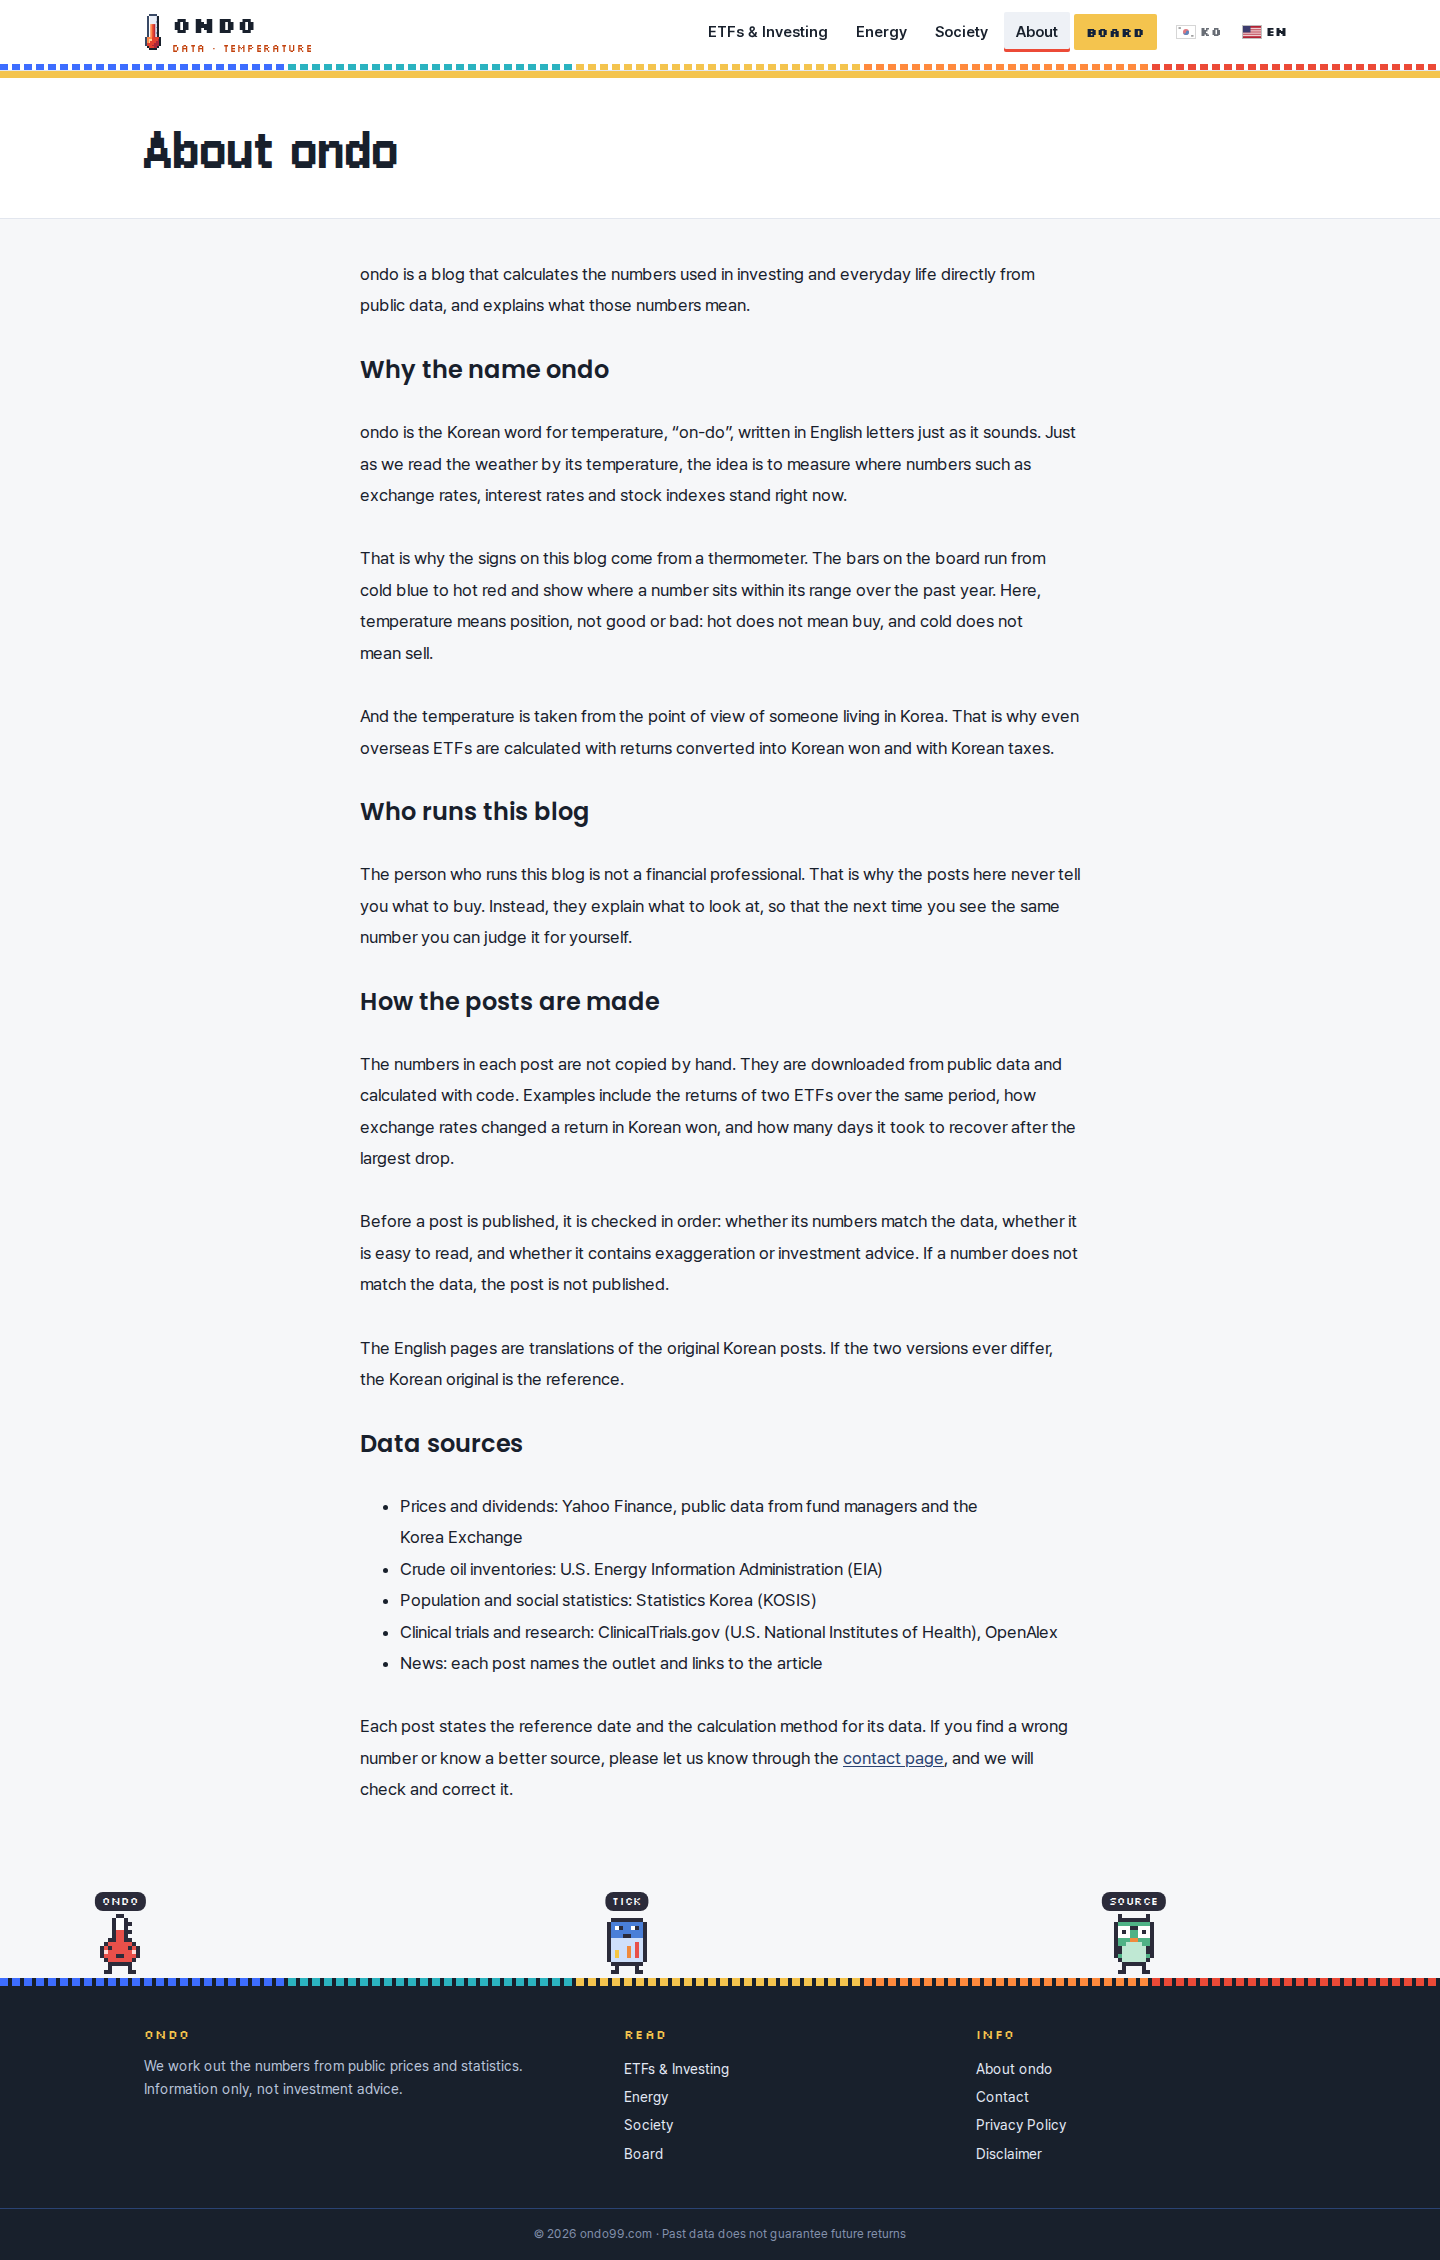 ONDO
DATA · TEMPERATURE
ETFs & Investing
Energy
Society
About
BOARD
KO
EN
About ondo
ondo is a blog that calculates the numbers used in investing and everyday life directly from
public data, and explains what those numbers mean.
Why the name ondo
ondo is the Korean word for temperature, “on-do”, written in English letters just as it sounds. Just
as we read the weather by its temperature, the idea is to measure where numbers such as
exchange rates, interest rates and stock indexes stand right now.
That is why the signs on this blog come from a thermometer. The bars on the board run from
cold blue to hot red and show where a number sits within its range over the past year. Here,
temperature means position, not good or bad: hot does not mean buy, and cold does not
mean sell.
And the temperature is taken from the point of view of someone living in Korea. That is why even
overseas ETFs are calculated with returns converted into Korean won and with Korean taxes.
Who runs this blog
The person who runs this blog is not a financial professional. That is why the posts here never tell
you what to buy. Instead, they explain what to look at, so that the next time you see the same
number you can judge it for yourself.
How the posts are made
The numbers in each post are not copied by hand. They are downloaded from public data and
calculated with code. Examples include the returns of two ETFs over the same period, how
exchange rates changed a return in Korean won, and how many days it took to recover after the
largest drop.
Before a post is published, it is checked in order: whether its numbers match the data, whether it
is easy to read, and whether it contains exaggeration or investment advice. If a number does not
match the data, the post is not published.
The English pages are translations of the original Korean posts. If the two versions ever differ,
the Korean original is the reference.
Data sources
• Prices and dividends: Yahoo Finance, public data from fund managers and the
Korea Exchange
• Crude oil inventories: U.S. Energy Information Administration (EIA)
• Population and social statistics: Statistics Korea (KOSIS)
• Clinical trials and research: ClinicalTrials.gov (U.S. National Institutes of Health), OpenAlex
• News: each post names the outlet and links to the article
Each post states the reference date and the calculation method for its data. If you find a wrong
number or know a better source, please let us know through the contact page, and we will
check and correct it.
ONDO
TICK
SOURCE
ONDO
We work out the numbers from public prices and statistics.
Information only, not investment advice.
READ
ETFs & Investing
Energy
Society
Board
INFO
About ondo
Contact
Privacy Policy
Disclaimer
© 2026 ondo99.com · Past data does not guarantee future returns